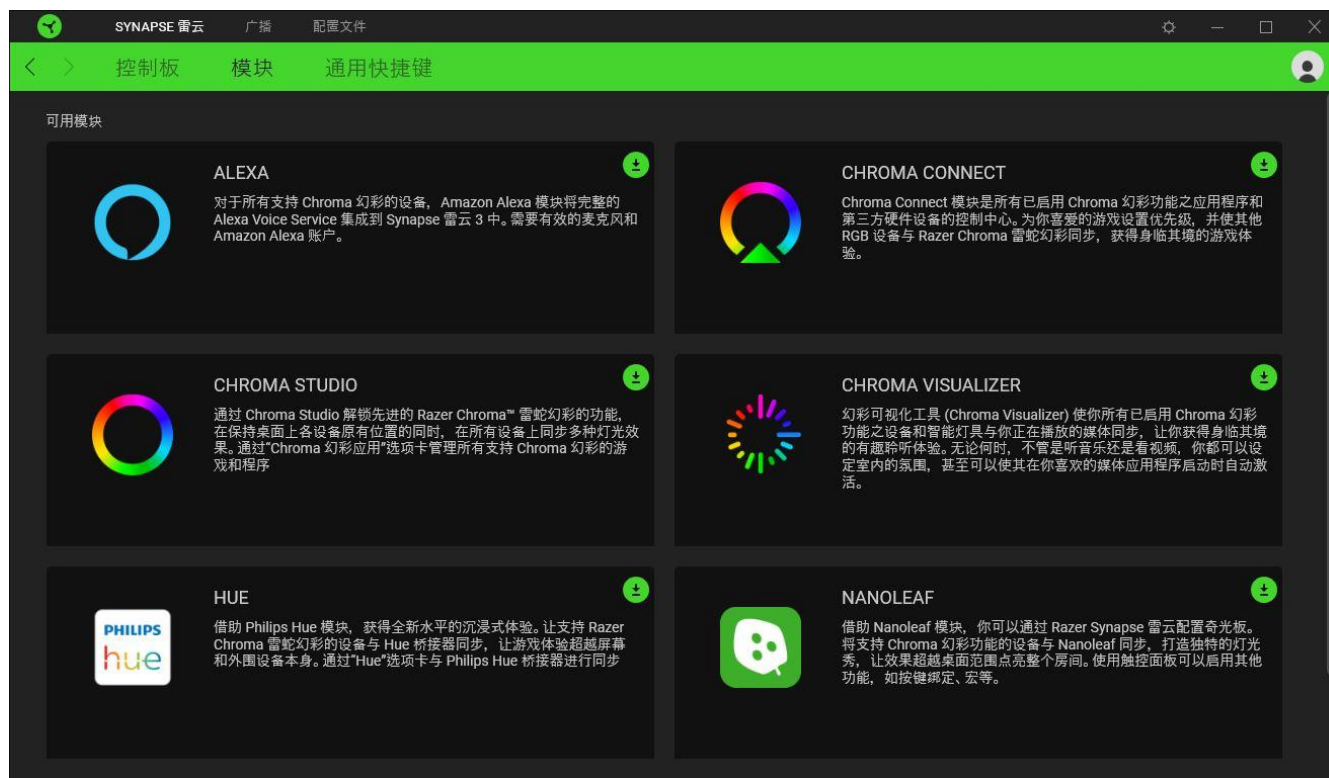 SYNAPSE 雷云 广播 配置文件
控制板 模块 通用快捷键
可用模块
ALEXA
对于所有支持 Chroma 幻彩的设备，Amazon Alexa 模块将完整的
Alexa Voice Service 集成到 Synapse 雷云 3 中。需要有效的麦克风和
Amazon Alexa 账户。
CHROMA CONNECT
Chroma Connect 模块是所有已启用 Chroma 幻彩功能之应用程序和
第三方硬件设备的控制中心。为你喜爱的游戏设置优先级，并使其他
RGB 设备与 Razer Chroma 雷蛇幻彩同步，获得身临其境的游戏体
验。
CHROMA STUDIO
通过 Chroma Studio 解锁先进的 Razer Chroma™ 雷蛇幻彩的功能，
在保持桌面上各设备原有位置的同时，在所有设备上同步多种灯光效
果。通过“Chroma 幻彩应用”选项卡管理所有支持 Chroma 幻彩的游
戏和程序
CHROMA VISUALIZER
幻彩可视化工具 (Chroma Visualizer) 使你所有已启用 Chroma 幻彩
功能之设备和智能灯具与你正在播放的媒体同步，让你获得身临其境
的有趣聆听体验。无论何时，不管是听音乐还是看视频，你都可以设
定室内的氛围，甚至可以使其在你喜欢的媒体应用程序启动时自动激
活。
PHILIPS
hue
HUE
借助 Philips Hue 模块，获得全新水平的沉浸式体验。让支持 Razer
Chroma 雷蛇幻彩的设备与 Hue 桥接器同步，让游戏体验超越屏幕
和外围设备本身。通过“Hue”选项卡与 Philips Hue 桥接器进行同步
NANOLEAF
借助 Nanoleaf 模块，你可以通过 Razer Synapse 雷云配置奇光板。
将支持 Chroma 幻彩功能的设备与 Nanoleaf 同步，打造独特的灯光
秀，让效果超越桌面范围点亮整个房间。使用触控面板可以启用其他
功能，如按键绑定、宏等。